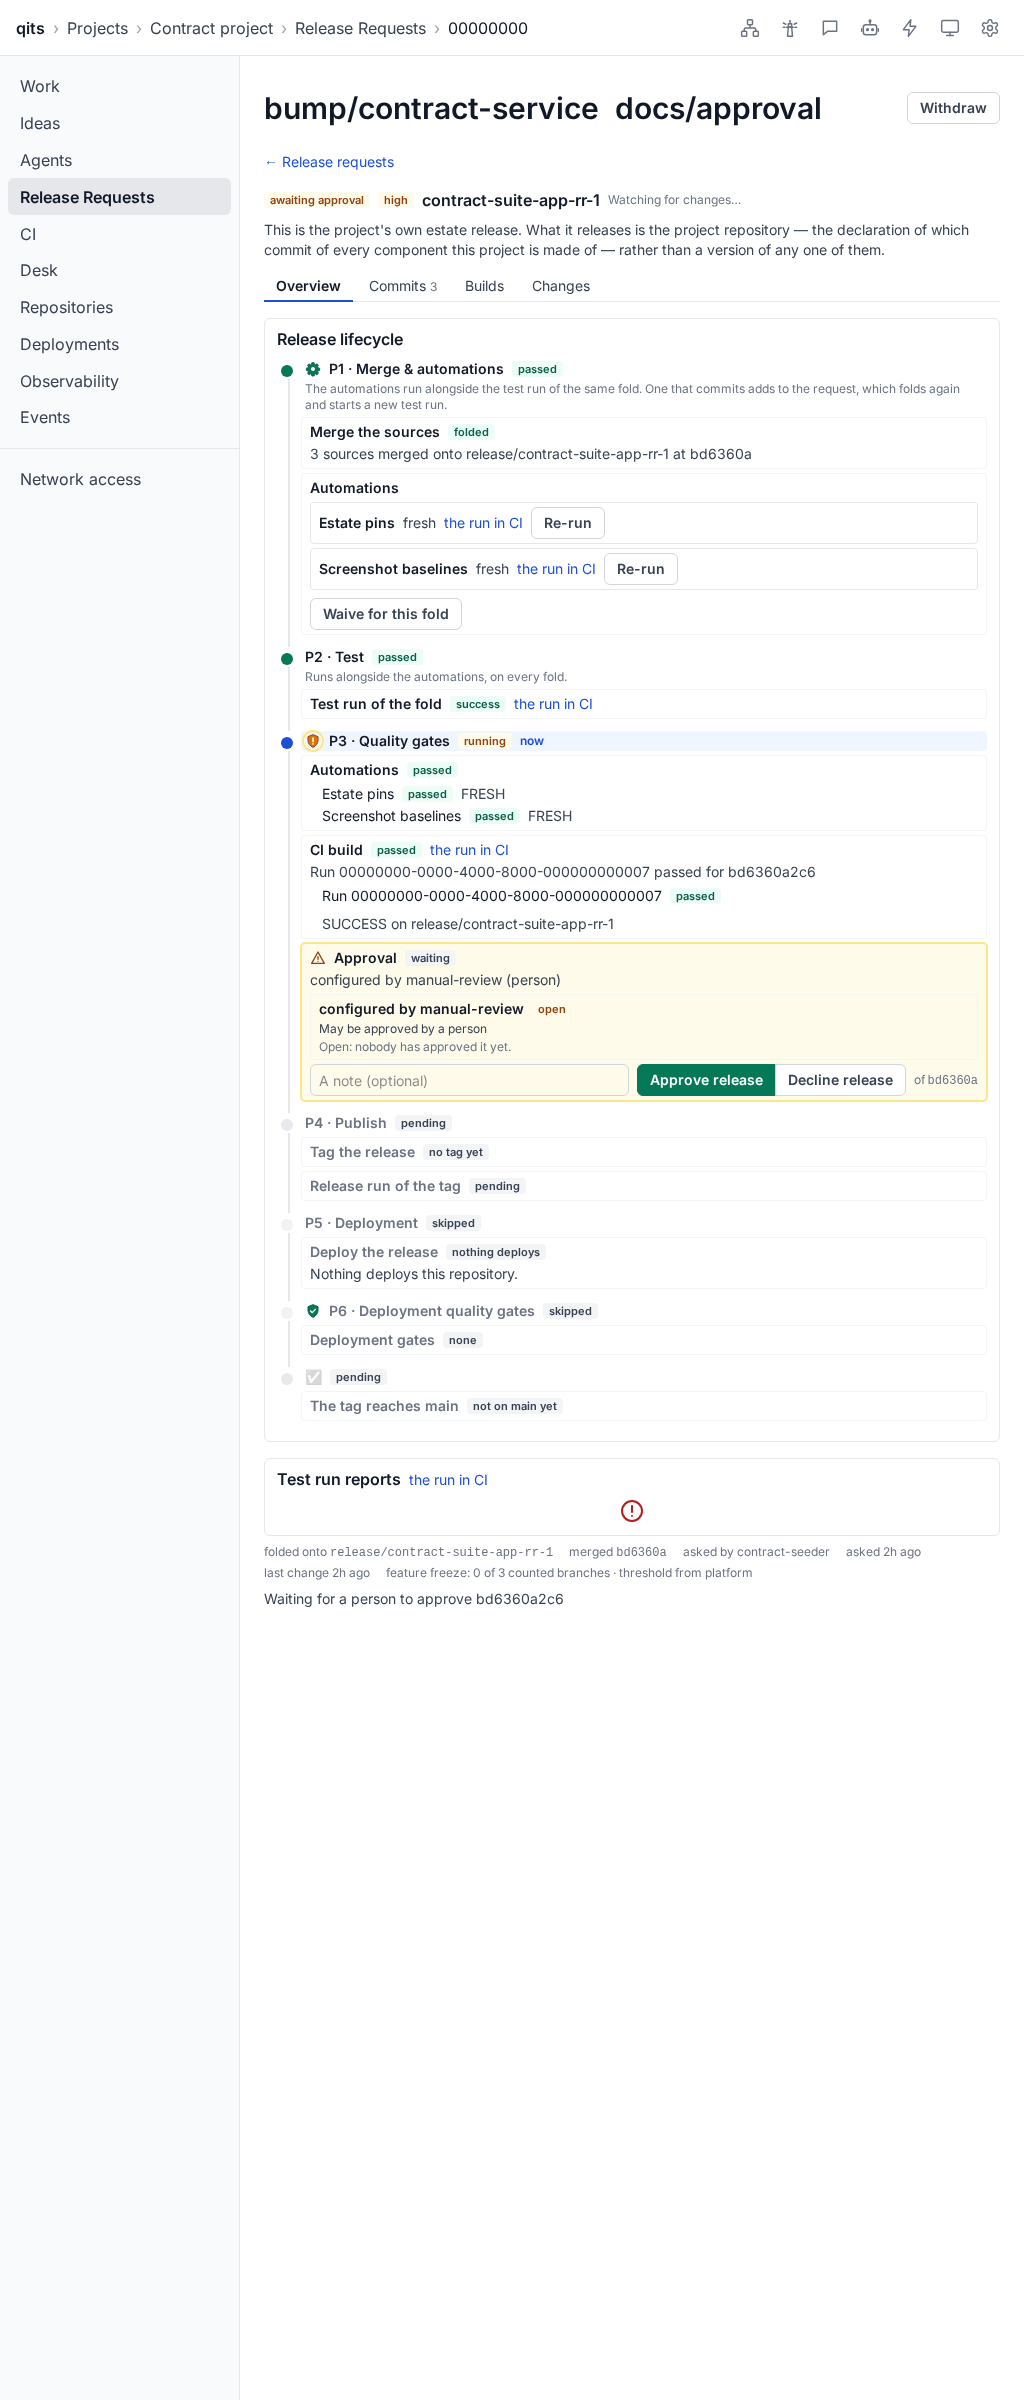 qits › Projects › Contract project › Release Requests › 00000000
Work
Ideas
Agents
Release Requests
CI
Desk
Repositories
Deployments
Observability
Events
Network access
bump/contract-service docs/approval
Withdraw
← Release requests
awaiting approval high contract-suite-app-rr-1 Watching for changes...
This is the project's own estate release. What it releases is the project repository — the declaration of which
commit of every component this project is made of — rather than a version of any one of them.
Overview Commits 3 Builds Changes
Release lifecycle
P1 · Merge & automations passed
The automations run alongside the test run of the same fold. One that commits adds to the request, which folds again
and starts a new test run.
Merge the sources folded
3 sources merged onto release/contract-suite-app-rr-1 at bd6360a
Automations
Estate pins fresh the run in CI Re-run
Screenshot baselines fresh the run in CI Re-run
Waive for this fold
P2 · Test passed
Runs alongside the automations, on every fold.
Test run of the fold success the run in CI
P3 · Quality gates running now
Automations passed
Estate pins passed FRESH
Screenshot baselines passed FRESH
CI build passed the run in CI
Run 00000000-0000-4000-8000-000000000007 passed for bd6360a2c6
Run 00000000-0000-4000-8000-000000000007 passed
SUCCESS on release/contract-suite-app-rr-1
Approval waiting
configured by manual-review (person)
configured by manual-review open
May be approved by a person
Open: nobody has approved it yet.
A note (optional) Approve release Decline release of bd6360a
P4 · Publish pending
Tag the release no tag yet
Release run of the tag pending
P5 · Deployment skipped
Deploy the release nothing deploys
Nothing deploys this repository.
P6 · Deployment quality gates skipped
Deployment gates none
pending
The tag reaches main not on main yet
Test run reports the run in CI
folded onto release/contract-suite-app-rr-1 merged bd6360a asked by contract-seeder asked 2h ago
last change 2h ago feature freeze: 0 of 3 counted branches · threshold from platform
Waiting for a person to approve bd6360a2c6